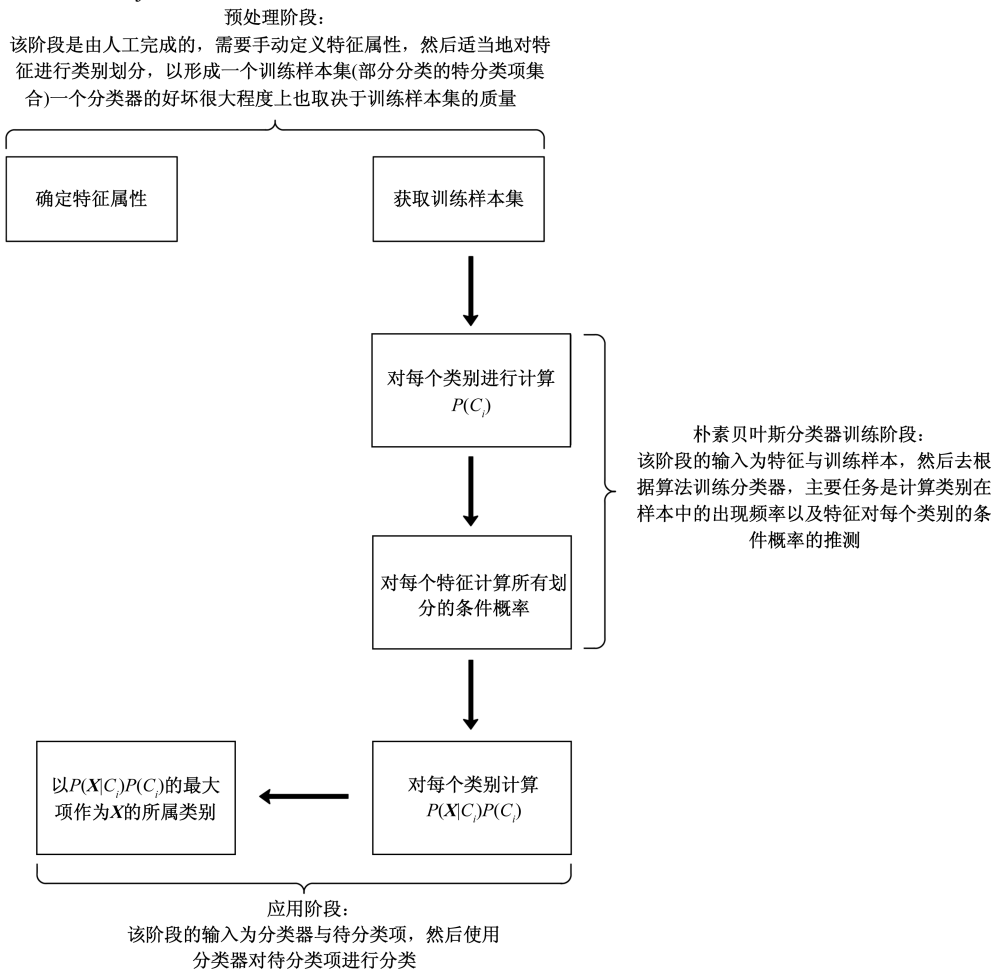 预处理阶段：
该阶段是由人工完成的，需要手动定义特征属性，然后适当地对特
征进行类别划分，以形成一个训练样本集(部分分类的特分类项集
合)一个分类器的好坏很大程度上也取决于训练样本集的质量
确定特征属性
获取训练样本集
对每个类别进行计算
P(Cᵢ)
朴素贝叶斯分类器训练阶段：
该阶段的输入为特征与训练样本，然后去根
据算法训练分类器，主要任务是计算类别在
样本中的出现频率以及特征对每个类别的条
件概率的推测
对每个特征计算所有划
分的条件概率
以P(X|Cᵢ)P(Cᵢ)的最大
项作为X的所属类别
对每个类别计算
P(X|Cᵢ)P(Cᵢ)
应用阶段：
该阶段的输入为分类器与待分类项，然后使用
分类器对待分类项进行分类